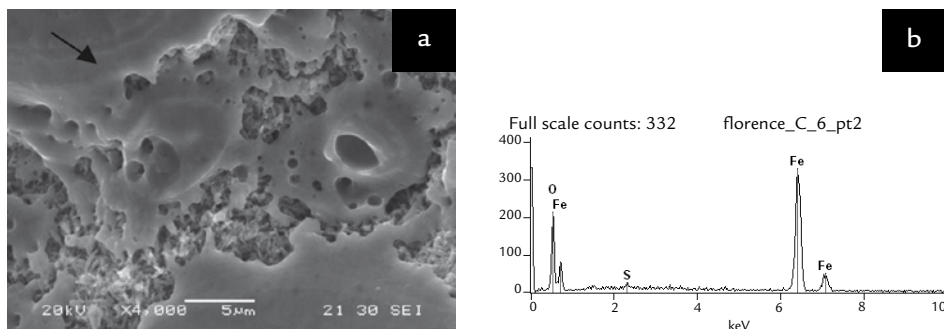 a
20kV X4,000 5μm 21 30 SEI
b
Full scale counts: 332 florence_C_6_pt2
400
300
200
100
0
O
Fe
S
Fe
Fe
0 2 4 6 8 10
keV